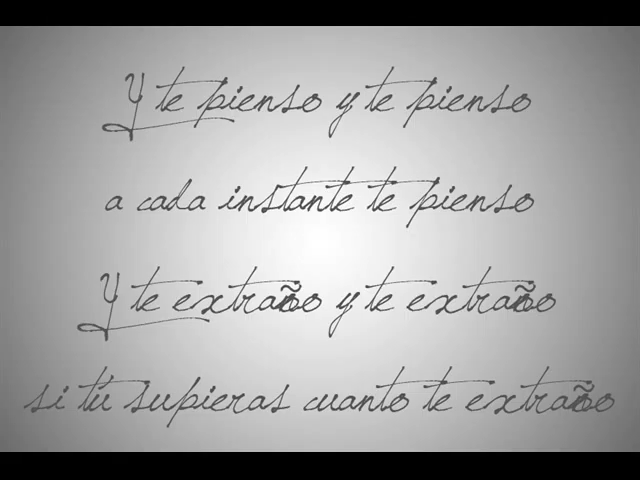 Y te pienso y te pienso
a cada instante te pienso
Y te extraño y te extraño
si tú supieras cuanto te extraño